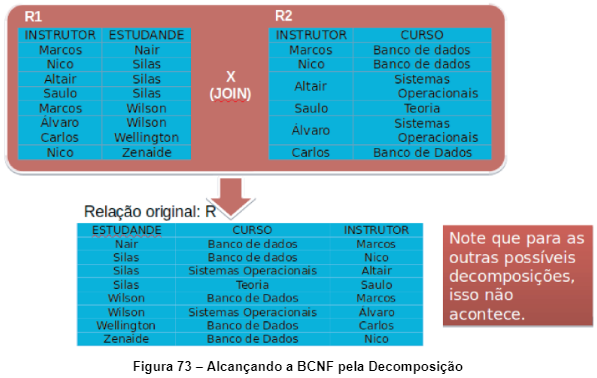 R1
R2
INSTRUTOR ESTUDANDE
Marcos Nair
Nico Silas
Altair Silas
Saulo Silas
Marcos Wilson
Álvaro Wilson
Carlos Wellington
Nico Zenaide
X
(JOIN)
INSTRUTOR CURSO
Marcos Banco de dados
Nico Banco de dados
Altair Sistemas
Operacionais
Saulo Teoria
Álvaro Sistemas
Operacionais
Carlos Banco de Dados
Relação original: R
ESTUDANDE CURSO INSTRUTOR
Nair Banco de dados Marcos
Silas Banco de dados Nico
Silas Sistemas Operacionais Altair
Silas Teoria Saulo
Wilson Banco de Dados Marcos
Wilson Sistemas Operacionais Álvaro
Wellington Banco de Dados Carlos
Zenaide Banco de Dados Nico
Note que para as
outras possíveis
decomposições,
isso não
acontece.
Figura 73 – Alcançando a BCNF pela Decomposição